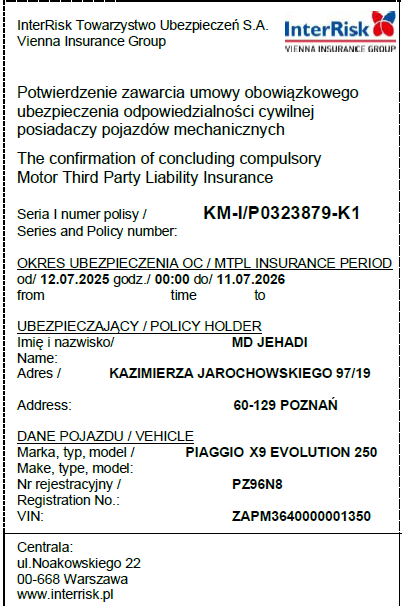 InterRisk Towarzystwo Ubezpieczeń S.A.
Vienna Insurance Group
InterRisk
VIENNA INSURANCE GROUP
Potwierdzenie zawarcia umowy obowiązkowego
ubezpieczenia odpowiedzialności cywilnej
posiadaczy pojazdów mechanicznych
The confirmation of concluding compulsory
Motor Third Party Liability Insurance
Seria I numer polisy / KM-I/P0323879-K1
Series and Policy number:
OKRES UBEZPIECZENIA OC / MTPL INSURANCE PERIOD
od/ 12.07.2025 godz./ 00:00 do/ 11.07.2026
from time to
UBEZPIECZAJĄCY / POLICY HOLDER
Imię i nazwisko/ MD JEHADI
Name:
Adres / KAZIMIERZA JAROCHOWSKIEGO 97/19
Address: 60-129 POZNAŃ
DANE POJAZDU / VEHICLE
Marka, typ, model / PIAGGIO X9 EVOLUTION 250
Make, type, model:
Nr rejestracyjny / PZ96N8
Registration No.:
VIN: ZAPM3640000001350
Centrala:
ul.Noakowskiego 22
00-668 Warszawa
www.interrisk.pl